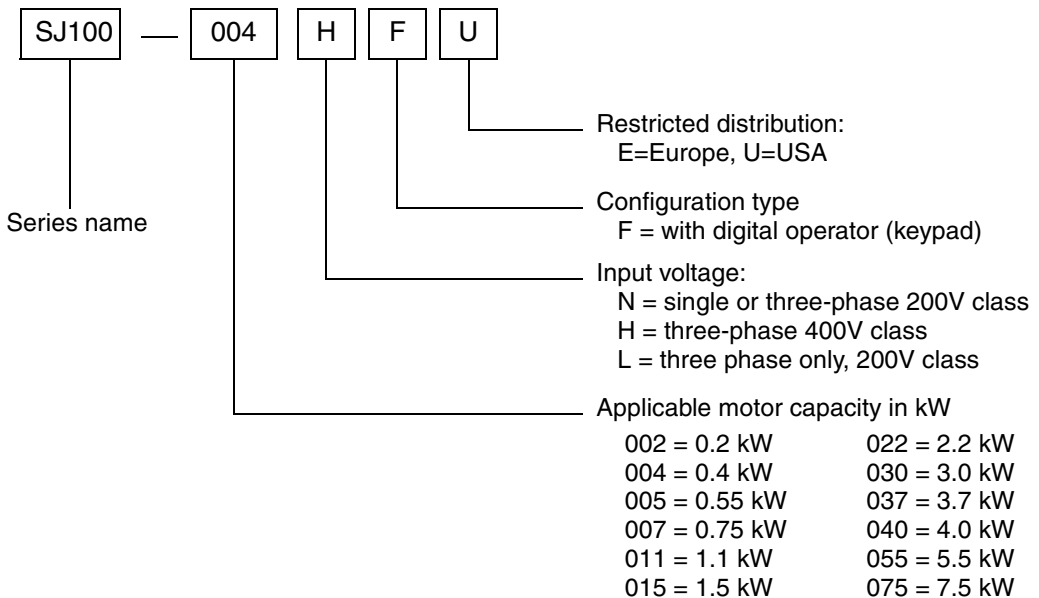 SJ100 — 004 H F U
Restricted distribution:
E=Europe, U=USA
Configuration type
F = with digital operator (keypad)
Series name
Input voltage:
N = single or three-phase 200V class
H = three-phase 400V class
L = three phase only, 200V class
Applicable motor capacity in kW
002 = 0.2 kW 022 = 2.2 kW
004 = 0.4 kW 030 = 3.0 kW
005 = 0.55 kW 037 = 3.7 kW
007 = 0.75 kW 040 = 4.0 kW
011 = 1.1 kW 055 = 5.5 kW
015 = 1.5 kW 075 = 7.5 kW